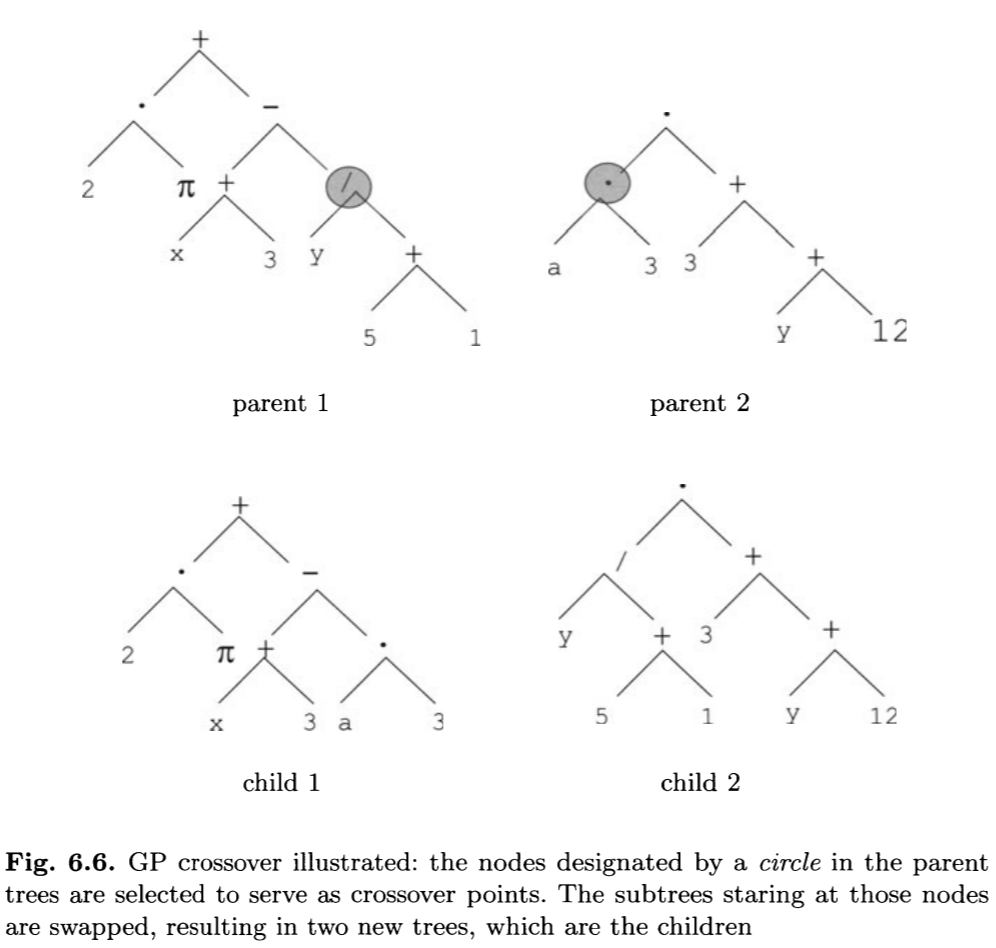 +
· −
2 π + /
x 3 y +
5 1
·
· +
a 3 3 +
y 12
parent 1
parent 2
+
· −
2 π + ·
x 3 a 3
·
/ +
y + 3 +
5 1 y 12
child 1
child 2
Fig. 6.6. GP crossover illustrated: the nodes designated by a circle in the parent
trees are selected to serve as crossover points. The subtrees staring at those nodes
are swapped, resulting in two new trees, which are the children